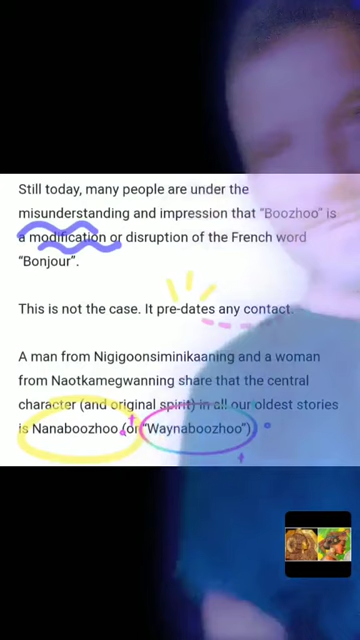 Still today, many people are under the
misunderstanding and impression that “Boozhoo” is
a modification or disruption of the French word
“Bonjour”.
This is not the case. It pre-dates any contact.
A man from Nigigoonsiminikaaning and a woman
from Naotkamegwanning share that the central
character (and original spirit) in all our oldest stories
is Nanaboozhoo (or “Waynaboozhoo”)